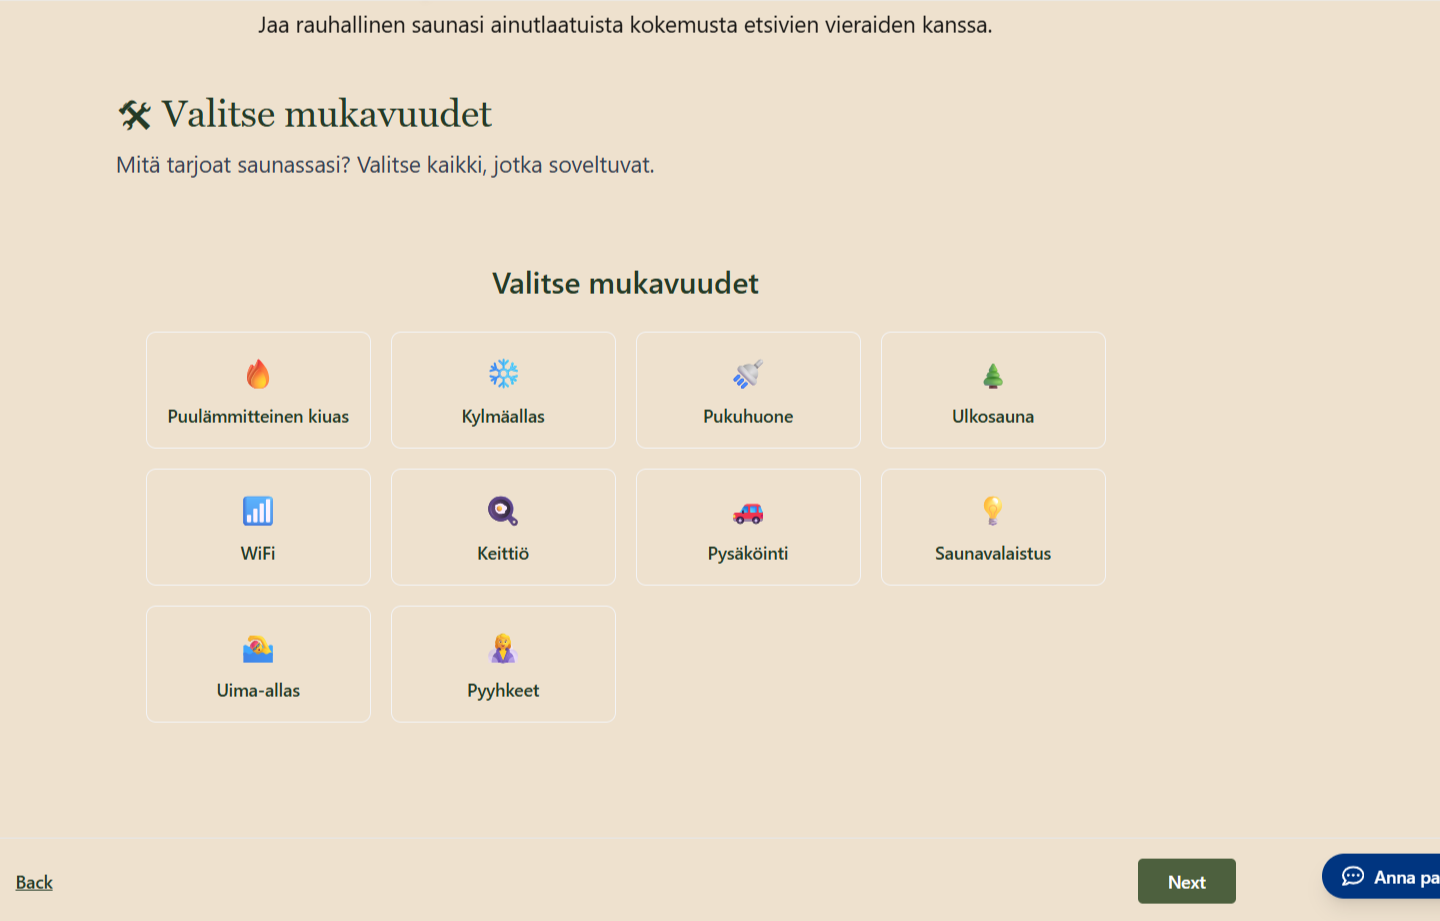 Jaa rauhallinen saunasi ainutlaatuista kokemusta etsivien vieraiden kanssa.
Valitse mukavuudet
Mitä tarjoat saunassasi? Valitse kaikki, jotka soveltuvat.
Valitse mukavuudet
Puulämmitteinen kiuas
Kylmäallas
Pukuhuone
Ulkosauna
WiFi
Keittiö
Pysäköinti
Saunavalaistus
Uima-allas
Pyyhkeet
Back
Next
Anna pa